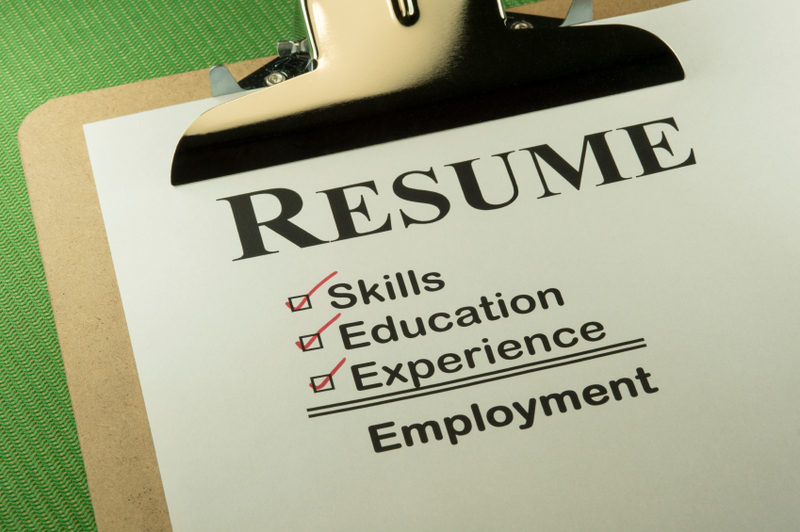 RESUME
Skills
Education
Experience
Employment